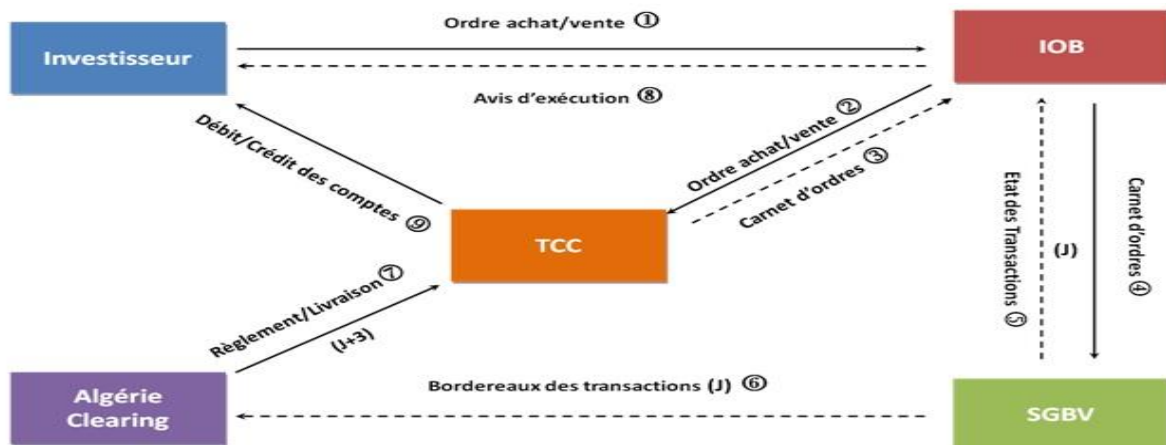 Ordre achat/vente ①
Investisseur
IOB
Avis d'exécution ⑧
Débit/Crédit des comptes ⑨
Ordre achat/vente ②
Carnet d'ordres ③
TCC
Etat des Transactions ⑤
(J)
Carnet d'ordres ④
Règlement/Livraison ⑦
(J+3)
Algérie
Clearing
Bordereaux des transactions (J) ⑥
SGBV